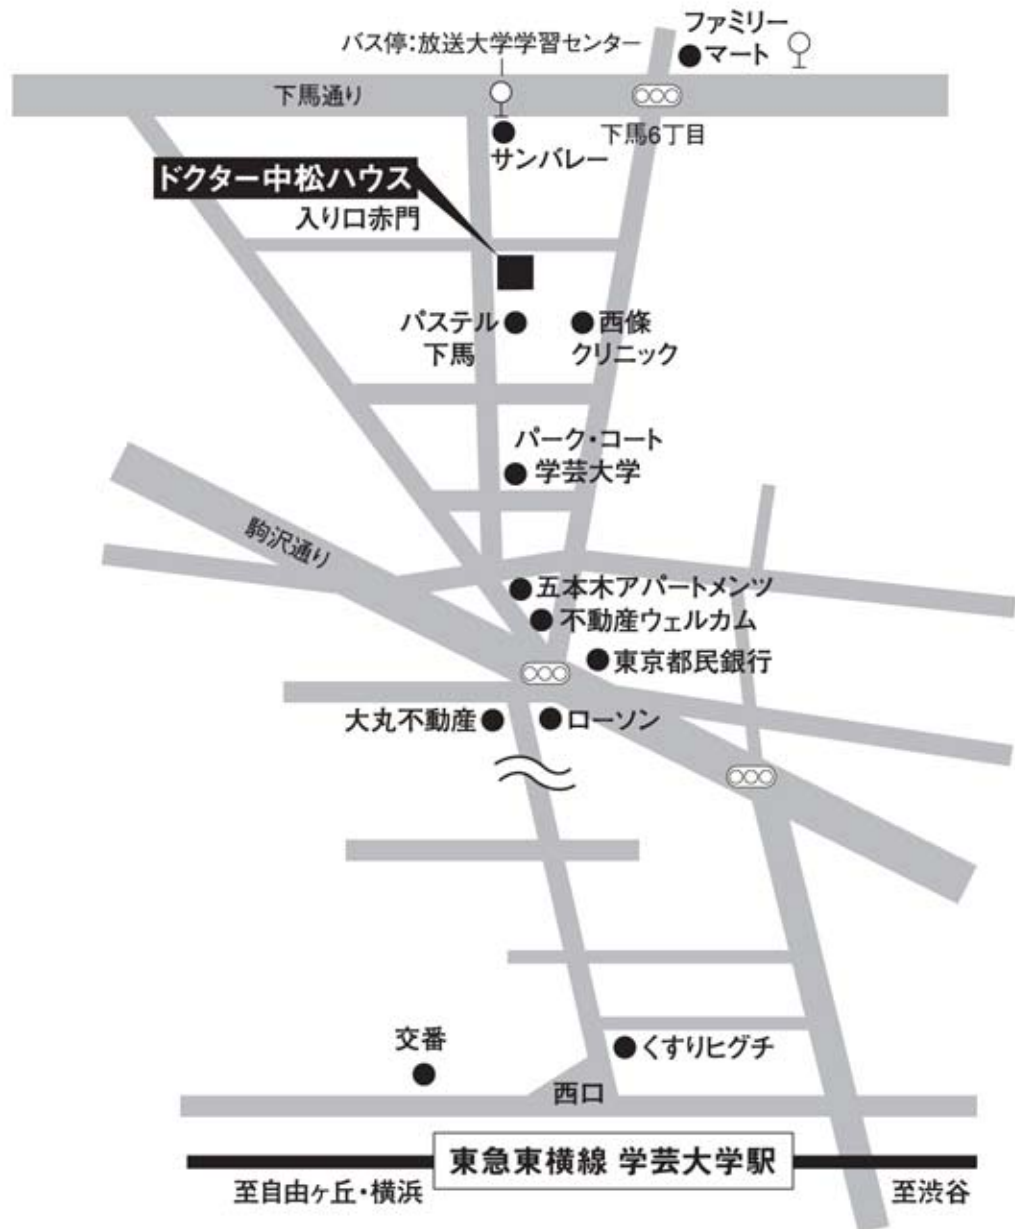 ファミリー
マート
バス停:放送大学学習センター
下馬通り
下馬6丁目
サンバレー
ドクター中松ハウス
入り口赤門
パステル
下馬
西條
クリニック
パーク・コート
学芸大学
駒沢通り
五本木アパートメンツ
不動産ウェルカム
東京都民銀行
大丸不動産
ローソン
交番
くすりヒグチ
西口
東急東横線 学芸大学駅
至自由ヶ丘・横浜
至渋谷